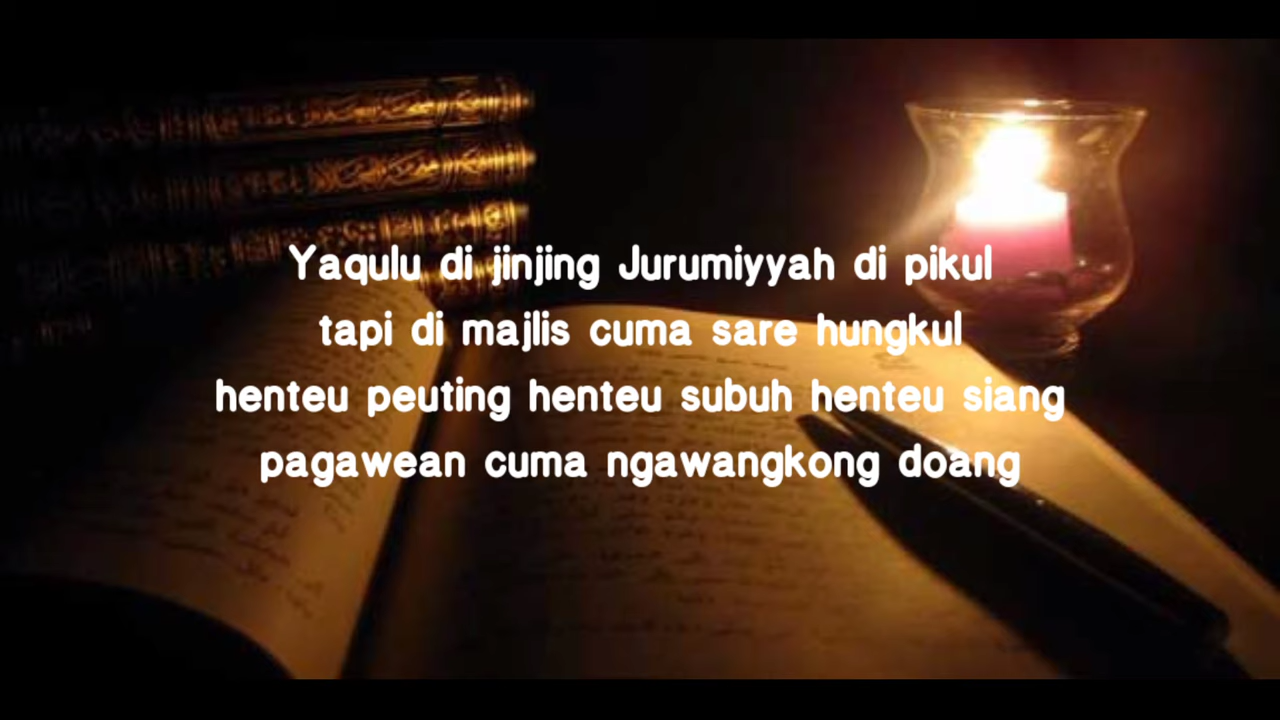 Yaqulu di jinjing Jurumiyyah di pikul
tapi di majlis cuma sare hungkul
henteu peuting henteu subuh henteu siang
pagawean cuma ngawangkong doang